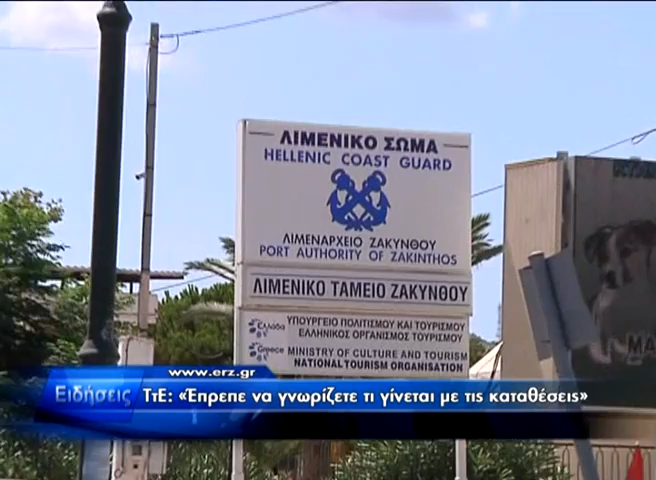 ΛΙΜΕΝΙΚΟ ΣΩΜΑ
HELLENIC COAST GUARD
ΛΙΜΕΝΑΡΧΕΙΟ ΖΑΚΥΝΘΟΥ
PORT AUTHORITY OF ZAKINTHOS
ΛΙΜΕΝΙΚΟ ΤΑΜΕΙΟ ΖΑΚΥΝΘΟΥ
Ελλάδα
ΥΠΟΥΡΓΕΙΟ ΠΟΛΙΤΙΣΜΟΥ ΚΑΙ ΤΟΥΡΙΣΜΟΥ
ΕΛΛΗΝΙΚΟΣ ΟΡΓΑΝΙΣΜΟΣ ΤΟΥΡΙΣΜΟΥ
Greece
MINISTRY OF CULTURE AND TOURISM
NATIONAL TOURISM ORGANISATION
www.erz.gr
Ειδήσεις
ΤτΕ: «Έπρεπε να γνωρίζετε τι γίνεται με τις καταθέσεις»